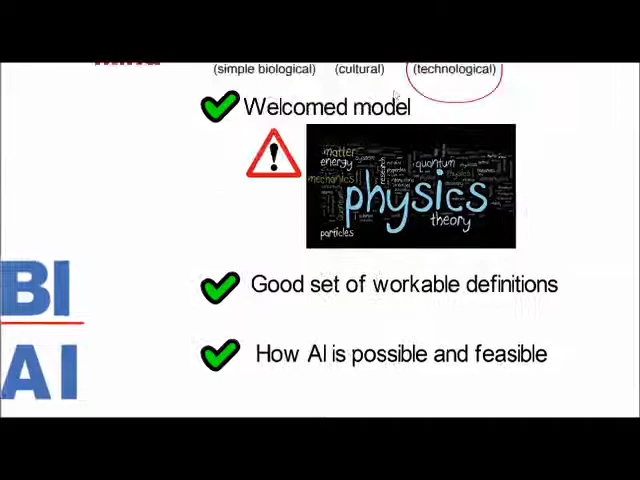 (simple biological) (cultural) (technological)
Welcomed model
matter
energy
quantum
mechanics
physics
theory
particles
BI
Good set of workable definitions
How AI is possible and feasible
AI